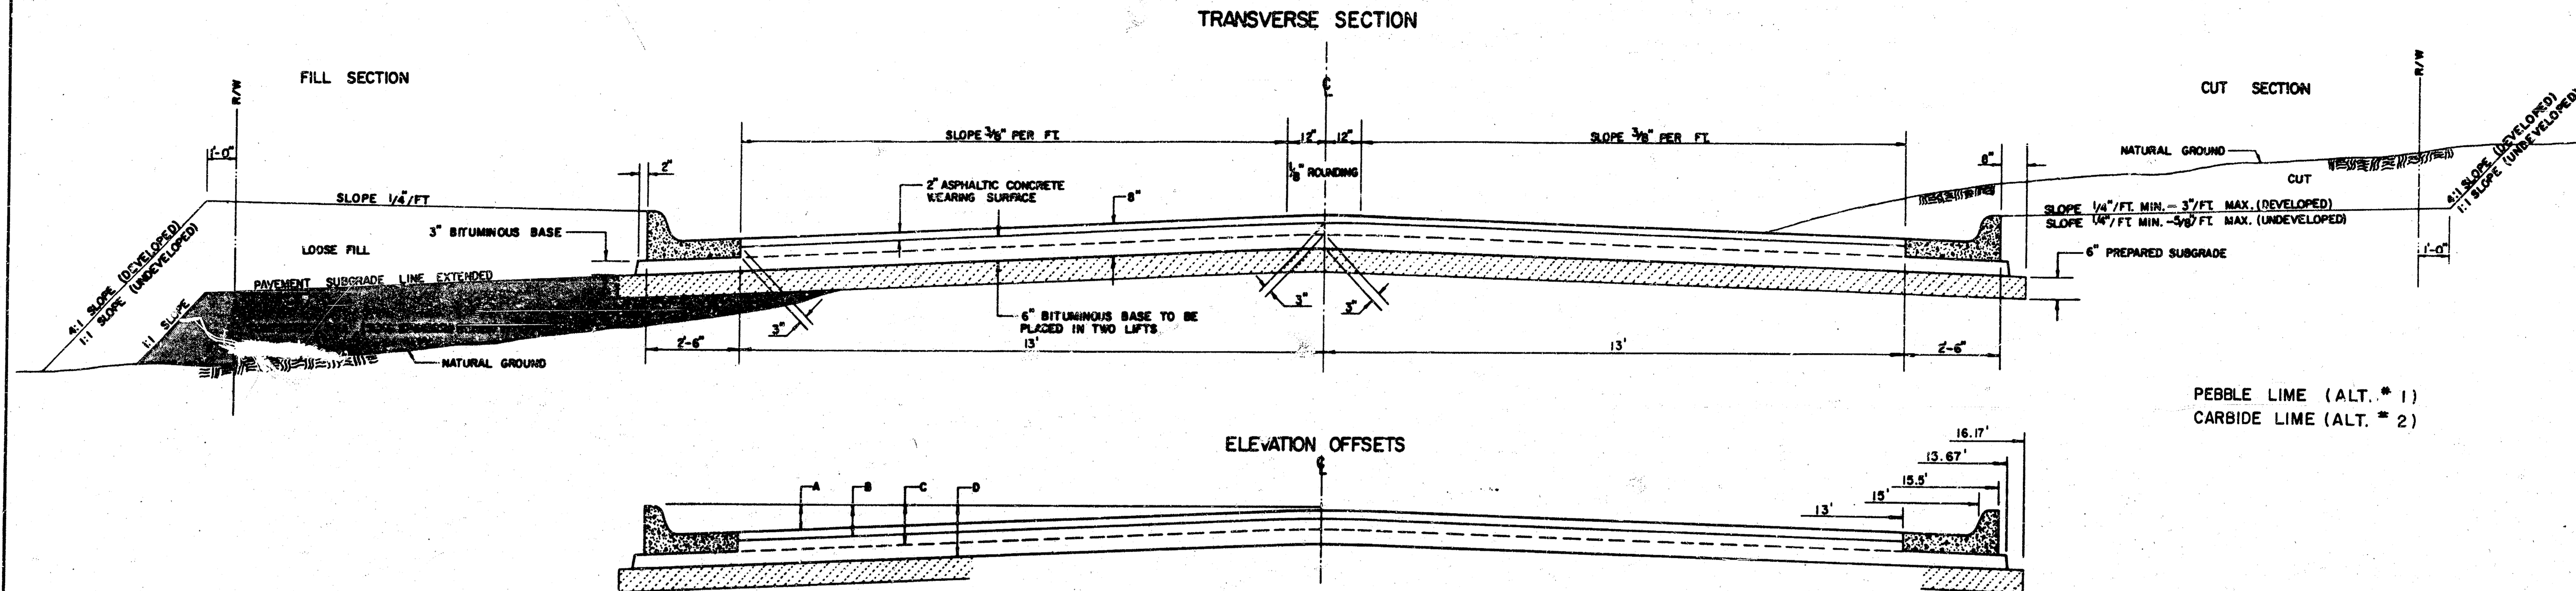 TRANSVERSE SECTION
FILL SECTION
CUT SECTION
R/W
℄
R/W
1'-0"
2"
SLOPE 3/8" PER FT.
12"
12"
SLOPE 3/8" PER FT.
1/8" ROUNDING
8"
NATURAL GROUND
CUT
4:1 SLOPE (DEVELOPED)
1:1 SLOPE (UNDEVELOPED)
SLOPE 1/4"/FT
2" ASPHALTIC CONCRETE
WEARING SURFACE
8"
SLOPE 1/4"/FT. MIN. - 3"/FT. MAX. (DEVELOPED)
SLOPE 1/4"/FT. MIN. -5/8"/FT. MAX. (UNDEVELOPED)
3" BITUMINOUS BASE
LOOSE FILL
PAVEMENT SUBGRADE LINE EXTENDED
4:1 SLOPE (DEVELOPED)
1:1 SLOPE (UNDEVELOPED)
1:1 SLOPE
1'-0"
6" PREPARED SUBGRADE
3"
3"
3"
6" BITUMINOUS BASE TO BE
PLACED IN TWO LIFTS
2'-6"
13'
13'
2'-6"
NATURAL GROUND
PEBBLE LIME (ALT. # 1)
CARBIDE LIME (ALT. # 2)
ELEVATION OFFSETS
℄
A
B
C
D
16.17'
13.67'
15.5'
15'
13'